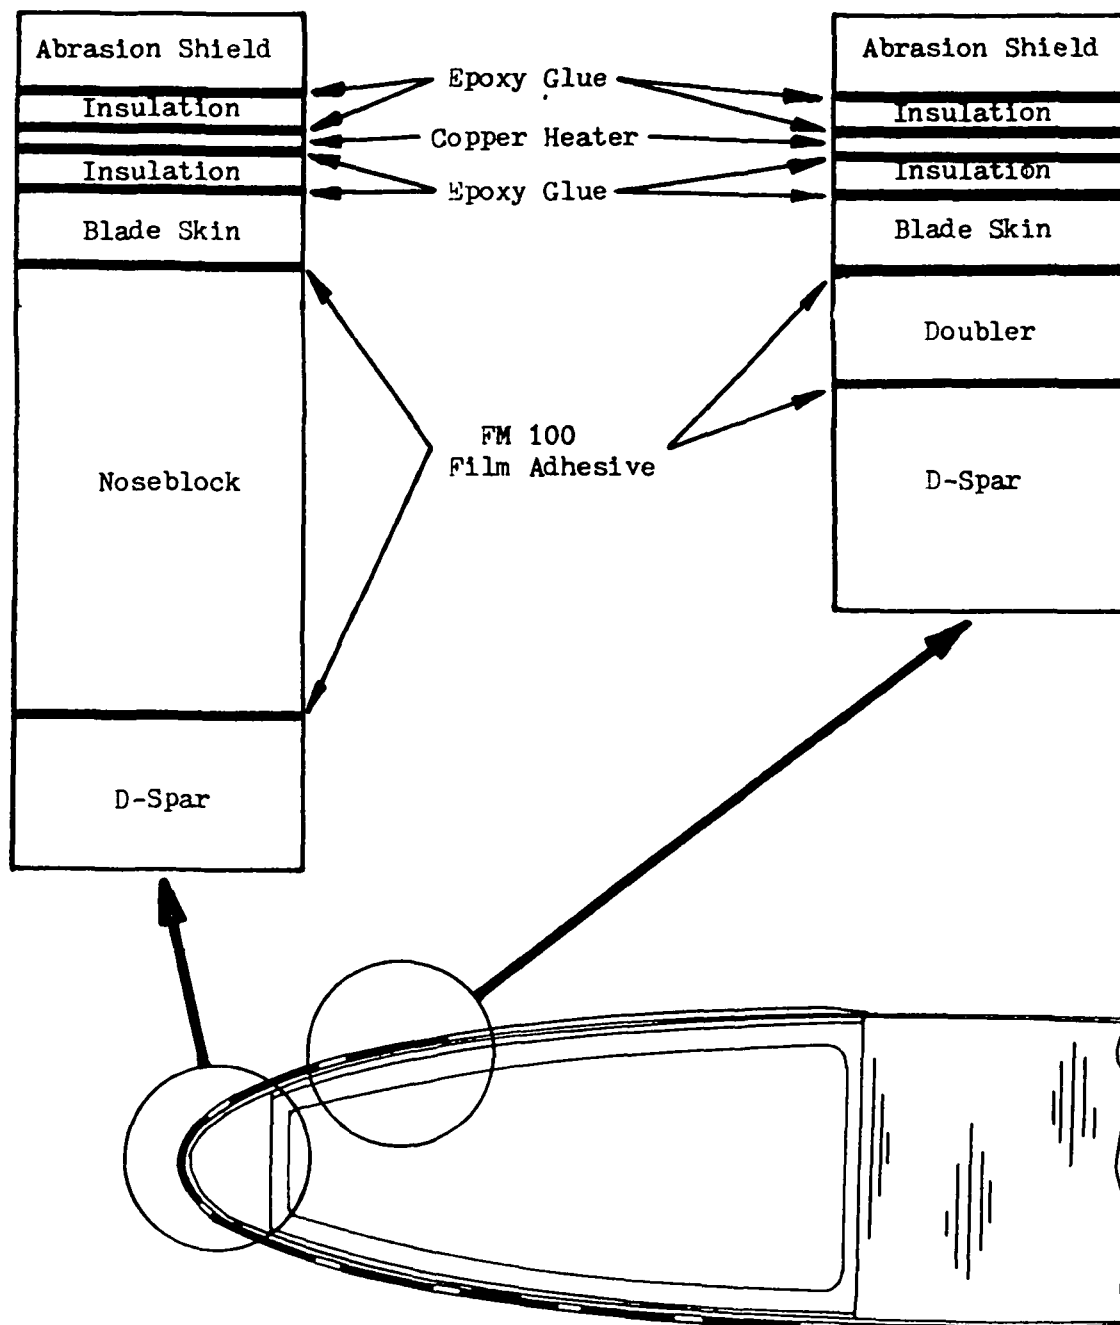 Abrasion Shield
Insulation
Insulation
Blade Skin
Noseblock
D-Spar
Epoxy Glue
Copper Heater
Epoxy Glue
FM 100
Film Adhesive
Abrasion Shield
Insulation
Insulation
Blade Skin
Doubler
D-Spar